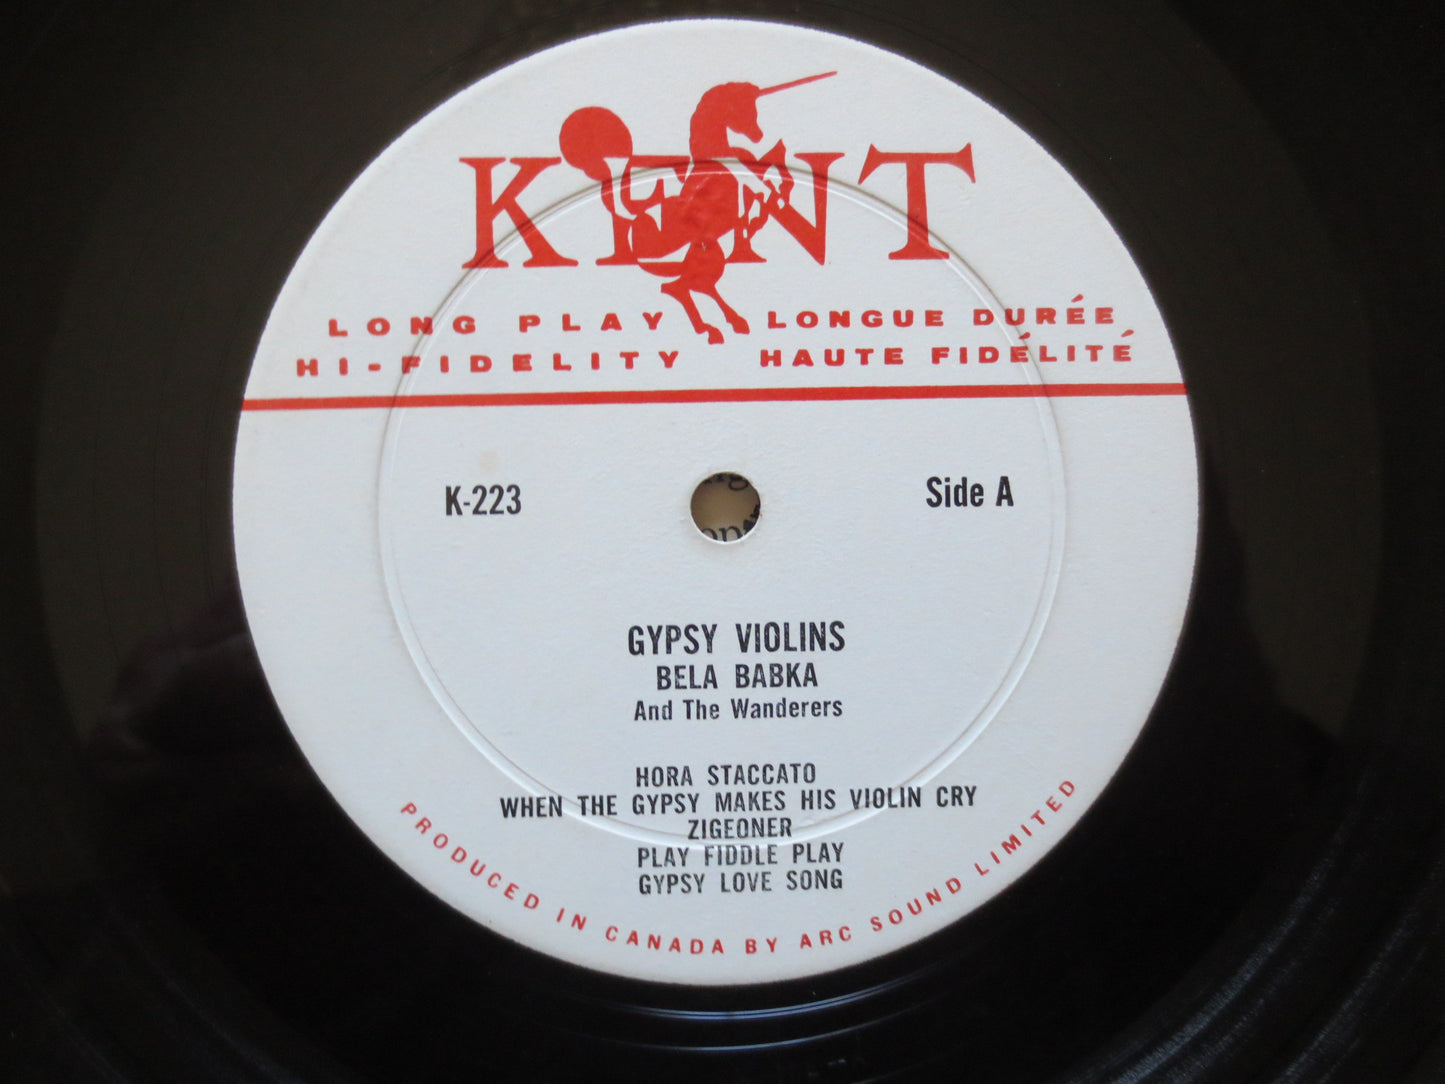 KENT
LONG PLAY LONGUE DURÉE
HI-FIDELITY HAUTE FIDÉLITÉ
K-223 Side A
GYPSY VIOLINS
BELA BABKA
And The Wanderers
HORA STACCATO
WHEN THE GYPSY MAKES HIS VIOLIN CRY
ZIGEONER
PLAY FIDDLE PLAY
GYPSY LOVE SONG
PRODUCED IN CANADA BY ARC SOUND LIMITED